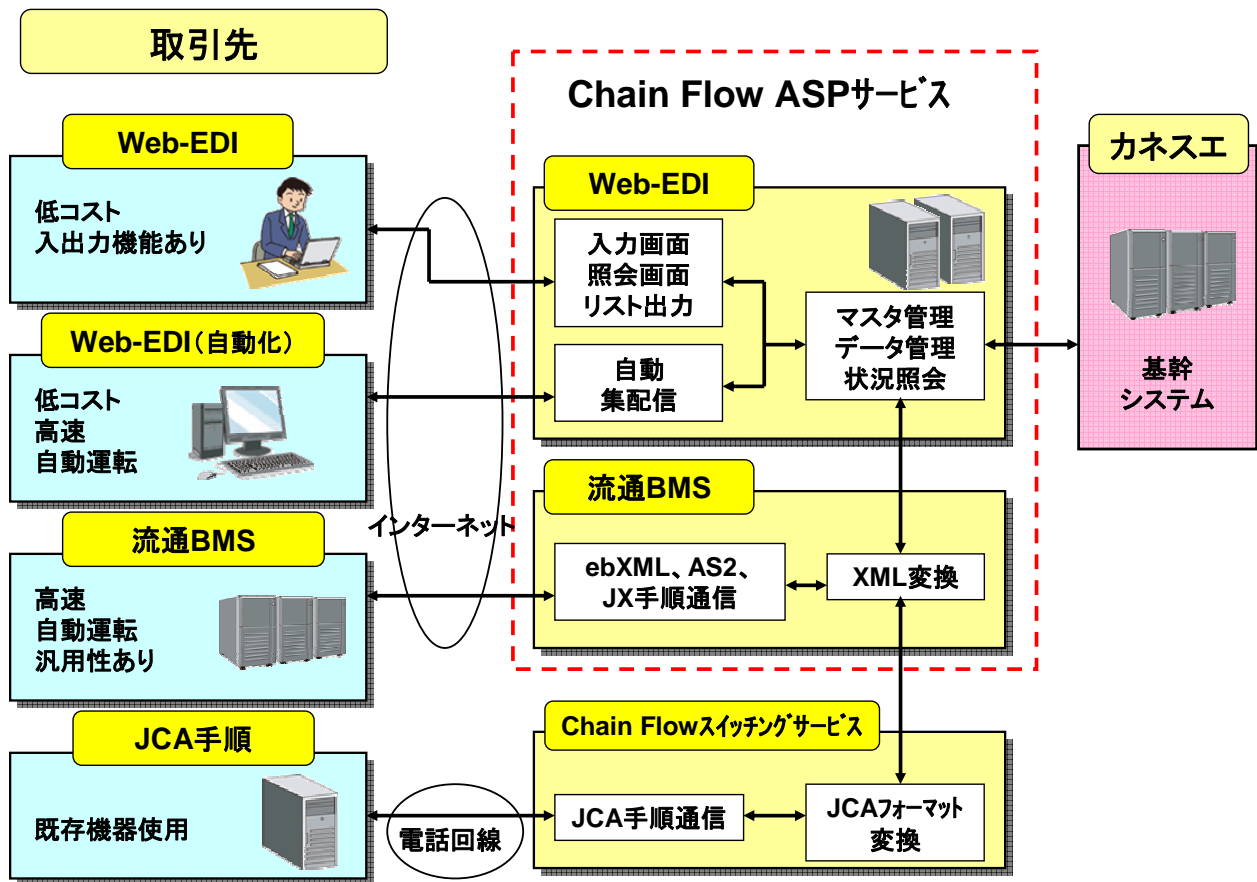 取引先
Web-EDI
低コスト
入出力機能あり
Web-EDI(自動化)
低コスト
高速
自動運転
流通BMS
高速
自動運転
汎用性あり
JCA手順
既存機器使用
インターネット
電話回線
Chain Flow ASPサービス
Web-EDI
入力画面
照会画面
リスト出力
自動
集配信
マスタ管理
データ管理
状況照会
流通BMS
ebXML、AS2、
JX手順通信
XML変換
Chain Flowスイッチングサービス
JCA手順通信
JCAフォーマット
変換
カネスエ
基幹
システム